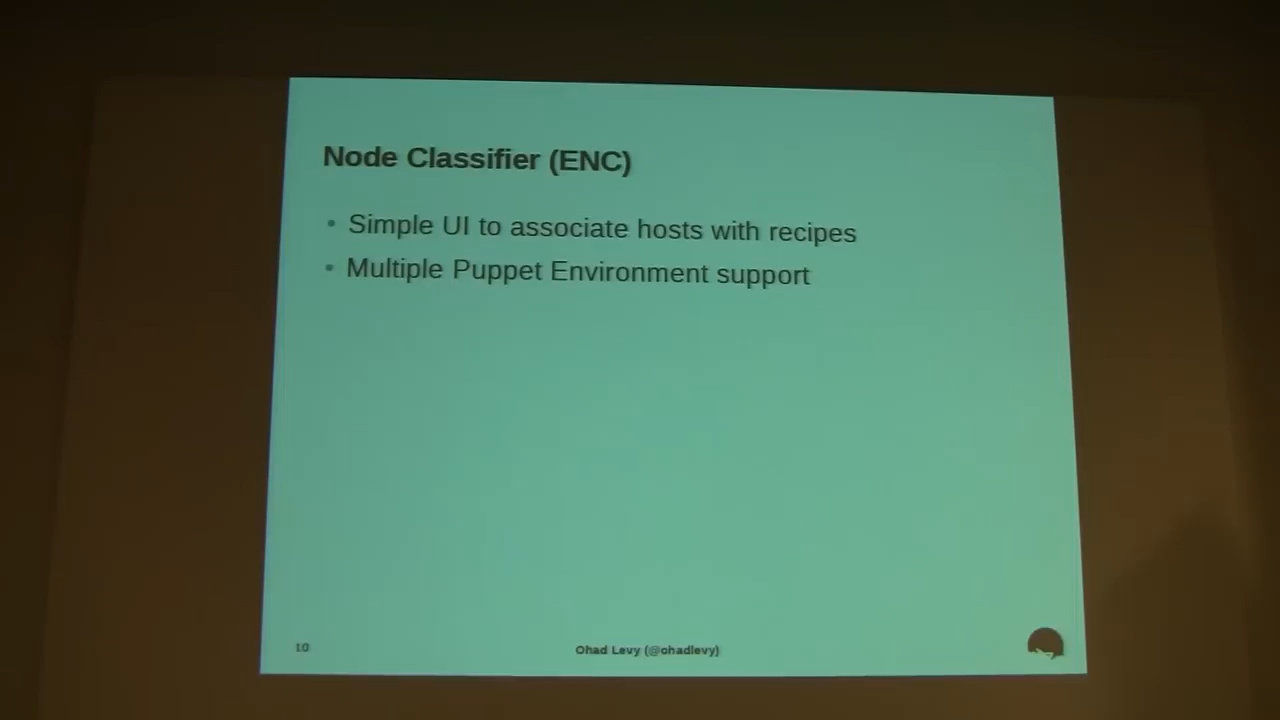 Node Classifier (ENC)
• Simple UI to associate hosts with recipes
• Multiple Puppet Environment support
10
Ohad Levy (@ohadlevy)